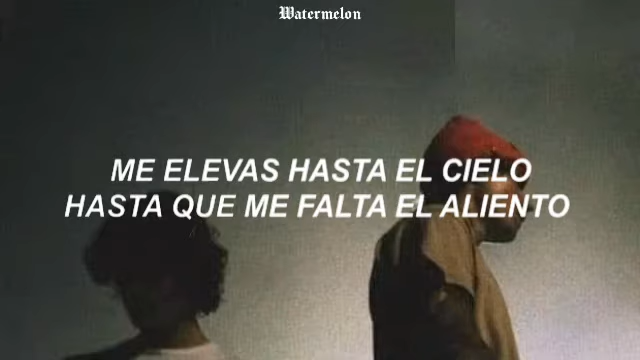 Watermelon
ME ELEVAS HASTA EL CIELO
HASTA QUE ME FALTA EL ALIENTO